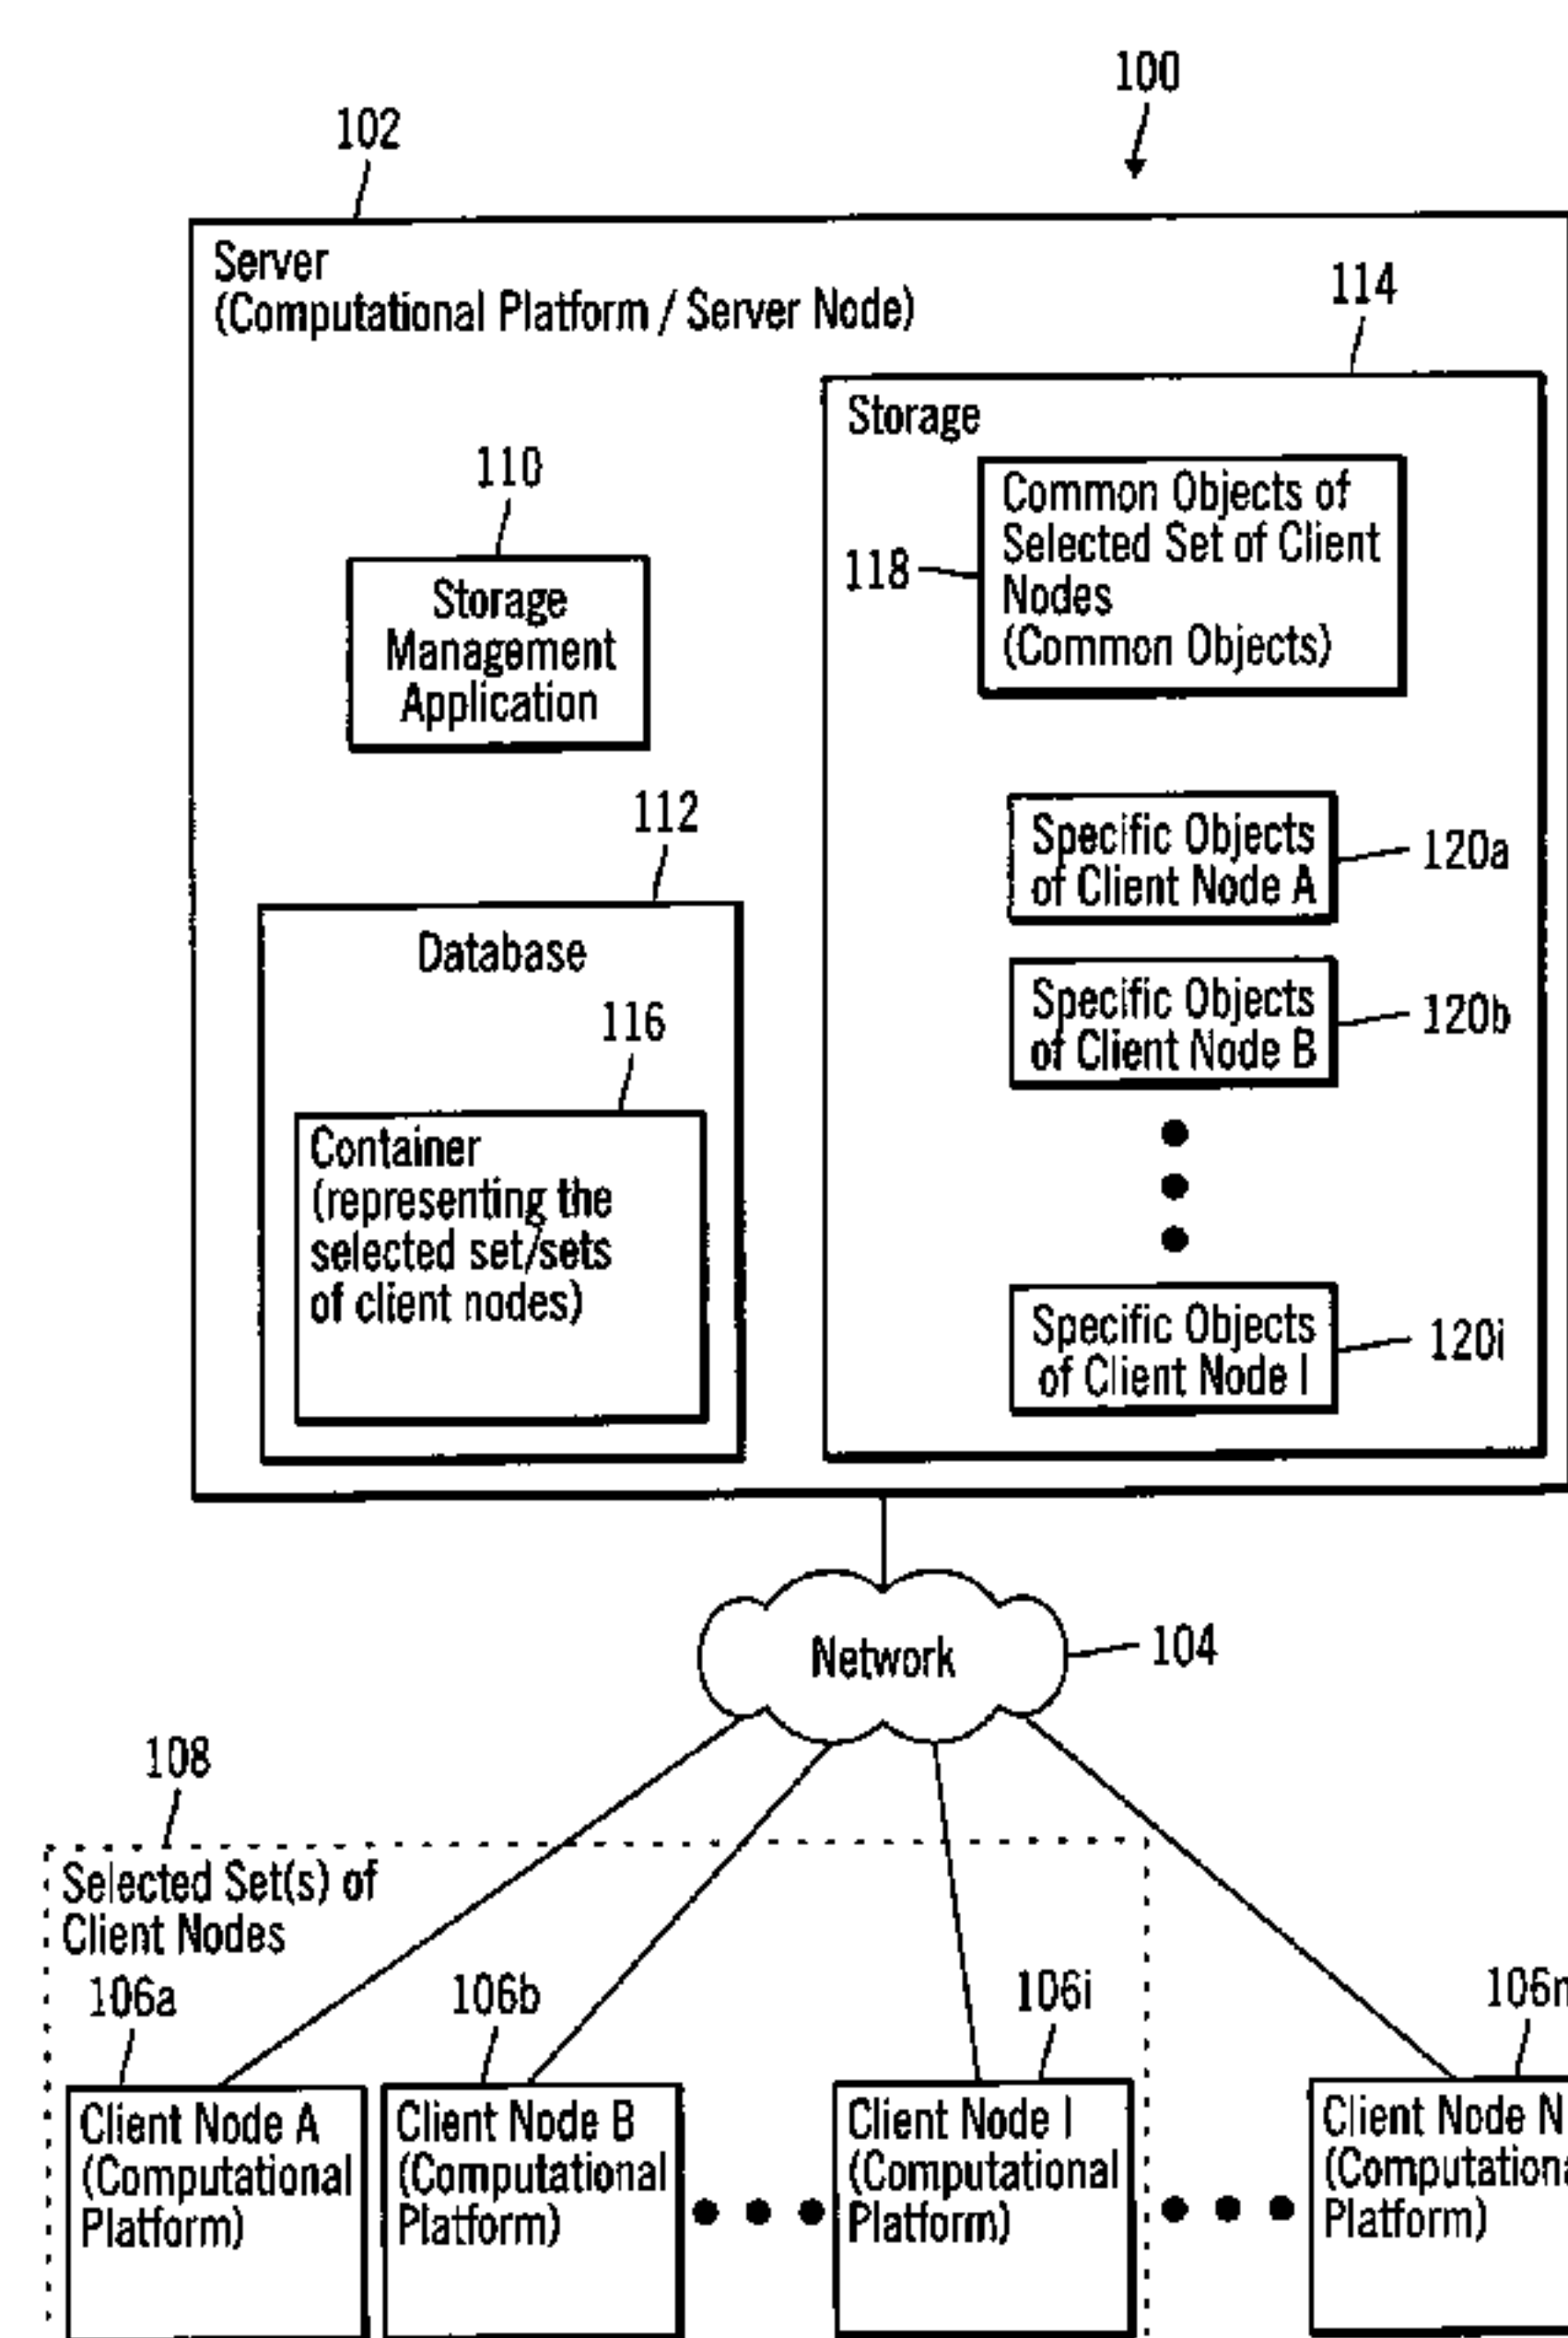 100
102
Server
(Computational Platform / Server Node)
114
Storage
110
Storage
Management
Application
118
Common Objects of
Selected Set of Client
Nodes
(Common Objects)
112
Database
116
Container
(representing the
selected set/sets
of client nodes)
Specific Objects
of Client Node A
120a
Specific Objects
of Client Node B
120b
Specific Objects
of Client Node I
120i
Network
104
108
Selected Set(s) of
Client Nodes
106a
106b
106i
106n
Client Node A
(Computational
Platform)
Client Node B
(Computational
Platform)
Client Node I
(Computational
Platform)
Client Node N
(Computationa
Platform)